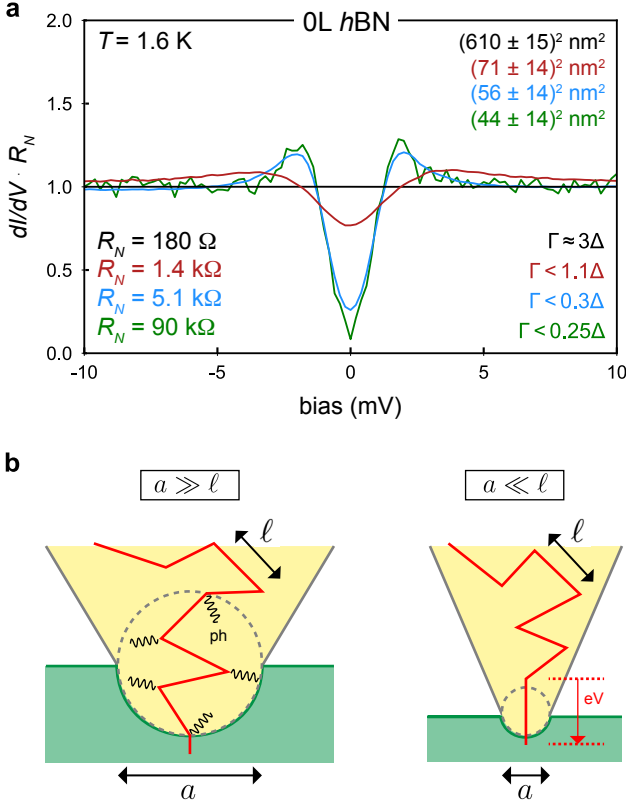 a
0L hBN
T = 1.6 K
(610 ± 15)² nm²
(71 ± 14)² nm²
(56 ± 14)² nm²
(44 ± 14)² nm²
2.0
1.5
1.0
0.5
0.0
dI/dV · R_N
R_N = 180 Ω
R_N = 1.4 kΩ
R_N = 5.1 kΩ
R_N = 90 kΩ
Γ ≈ 3Δ
Γ < 1.1Δ
Γ < 0.3Δ
Γ < 0.25Δ
-10 -5 0 5 10
bias (mV)
b
a ≫ ℓ
a ≪ ℓ
ℓ
ℓ
ph
eV
a
a